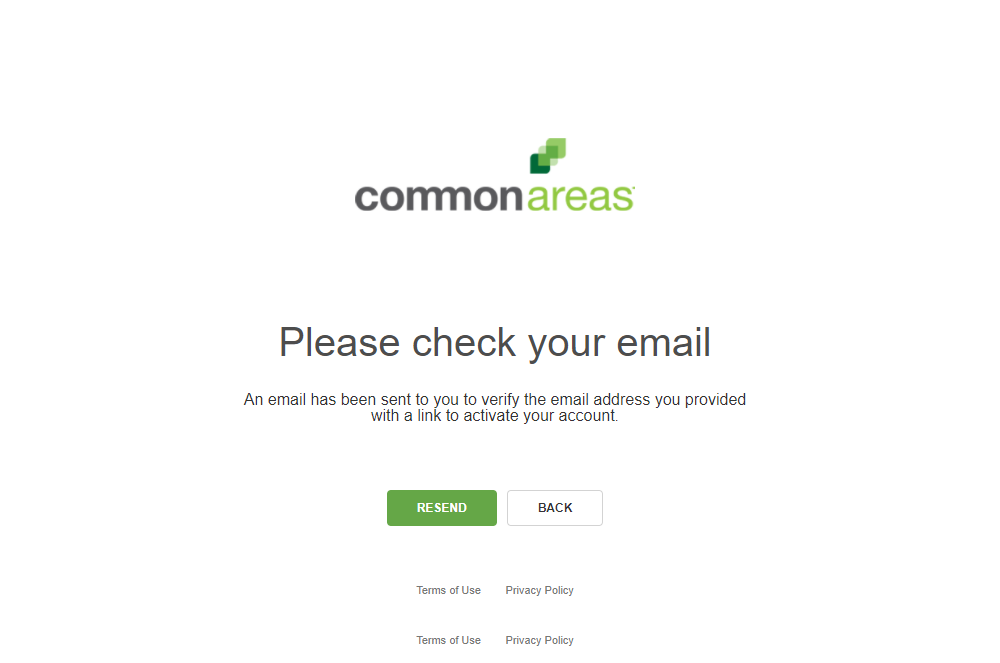 commonareas
Please check your email
An email has been sent to you to verify the email address you provided
with a link to activate your account.
RESEND BACK
Terms of Use Privacy Policy
Terms of Use Privacy Policy